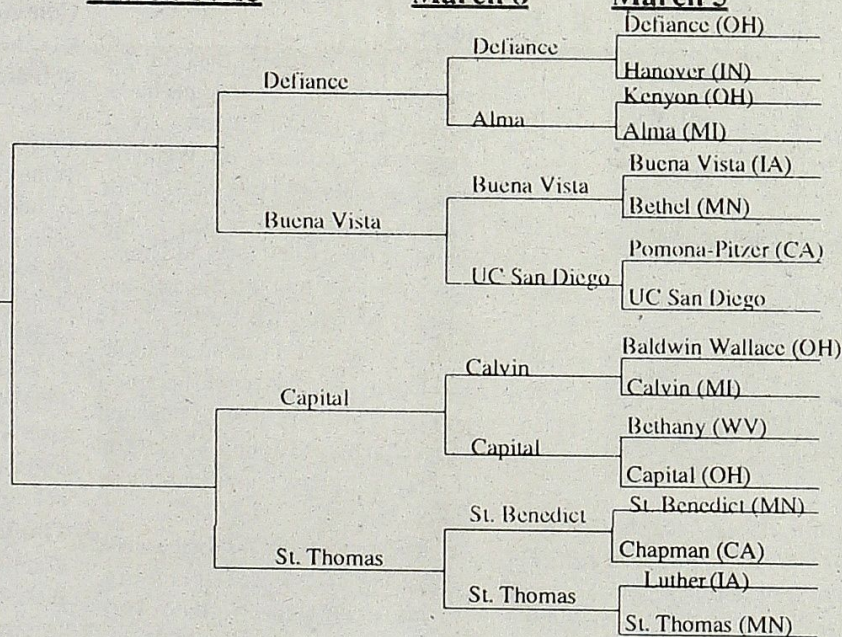 March 5
Defiance (OH)
Defiance
Hanover (IN)
Defiance
Kenyon (OH)
Alma
Alma (MI)
Buena Vista (IA)
Buena Vista
Bethel (MN)
Buena Vista
Pomona-Pitzer (CA)
UC San Diego
UC San Diego
Baldwin Wallace (OH)
Calvin
Calvin (MI)
Capital
Bethany (WV)
Capital
Capital (OH)
St. Benedict (MN)
St. Benedict
Chapman (CA)
St. Thomas
Luther (IA)
St. Thomas
St. Thomas (MN)